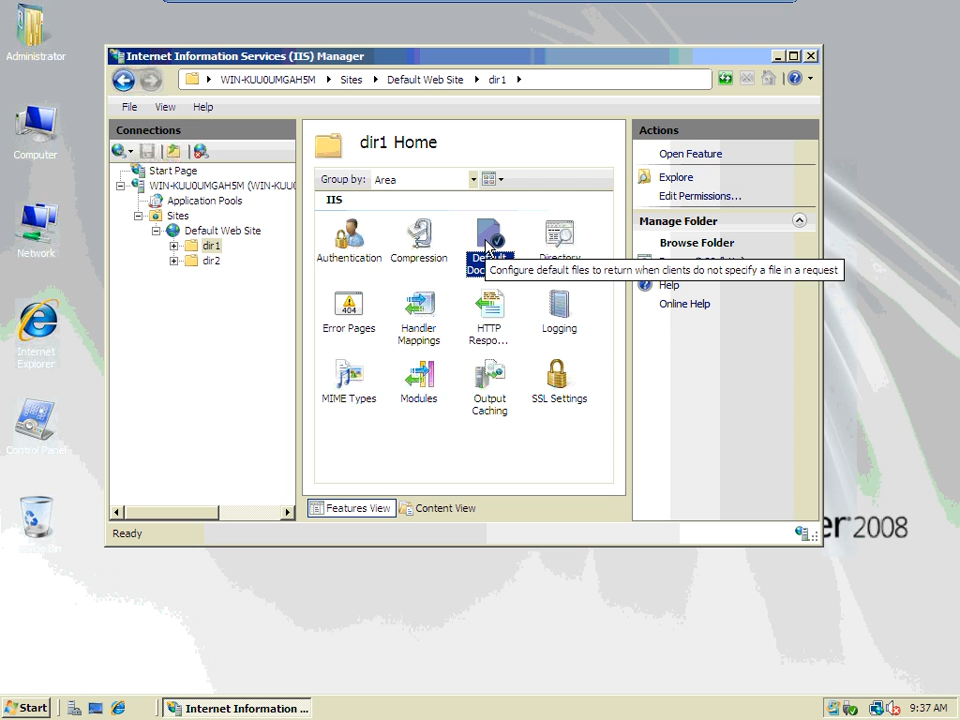 Administrator
Computer
Network
Internet
Explorer
Control Panel
Internet Information Services (IIS) Manager
WIN-KUU0UMGAH5M
Sites
Default Web Site
dir1
File
View
Help
Connections
Start Page
WIN-KUU0UMGAH5M (WIN-KUU0
Application Pools
Sites
Default Web Site
dir1
dir2
dir1 Home
Group by:
Area
IIS
Authentication
Compression
Default
Doc
Directory
Configure default files to return when clients do not specify a file in a request
Error Pages
Handler
Mappings
HTTP
Respo...
Logging
MIME Types
Modules
Output
Caching
SSL Settings
Features View
Content View
Actions
Open Feature
Explore
Edit Permissions...
Manage Folder
Browse Folder
Help
Online Help
Ready
er 2008
Start
Internet Information ...
9:37 AM